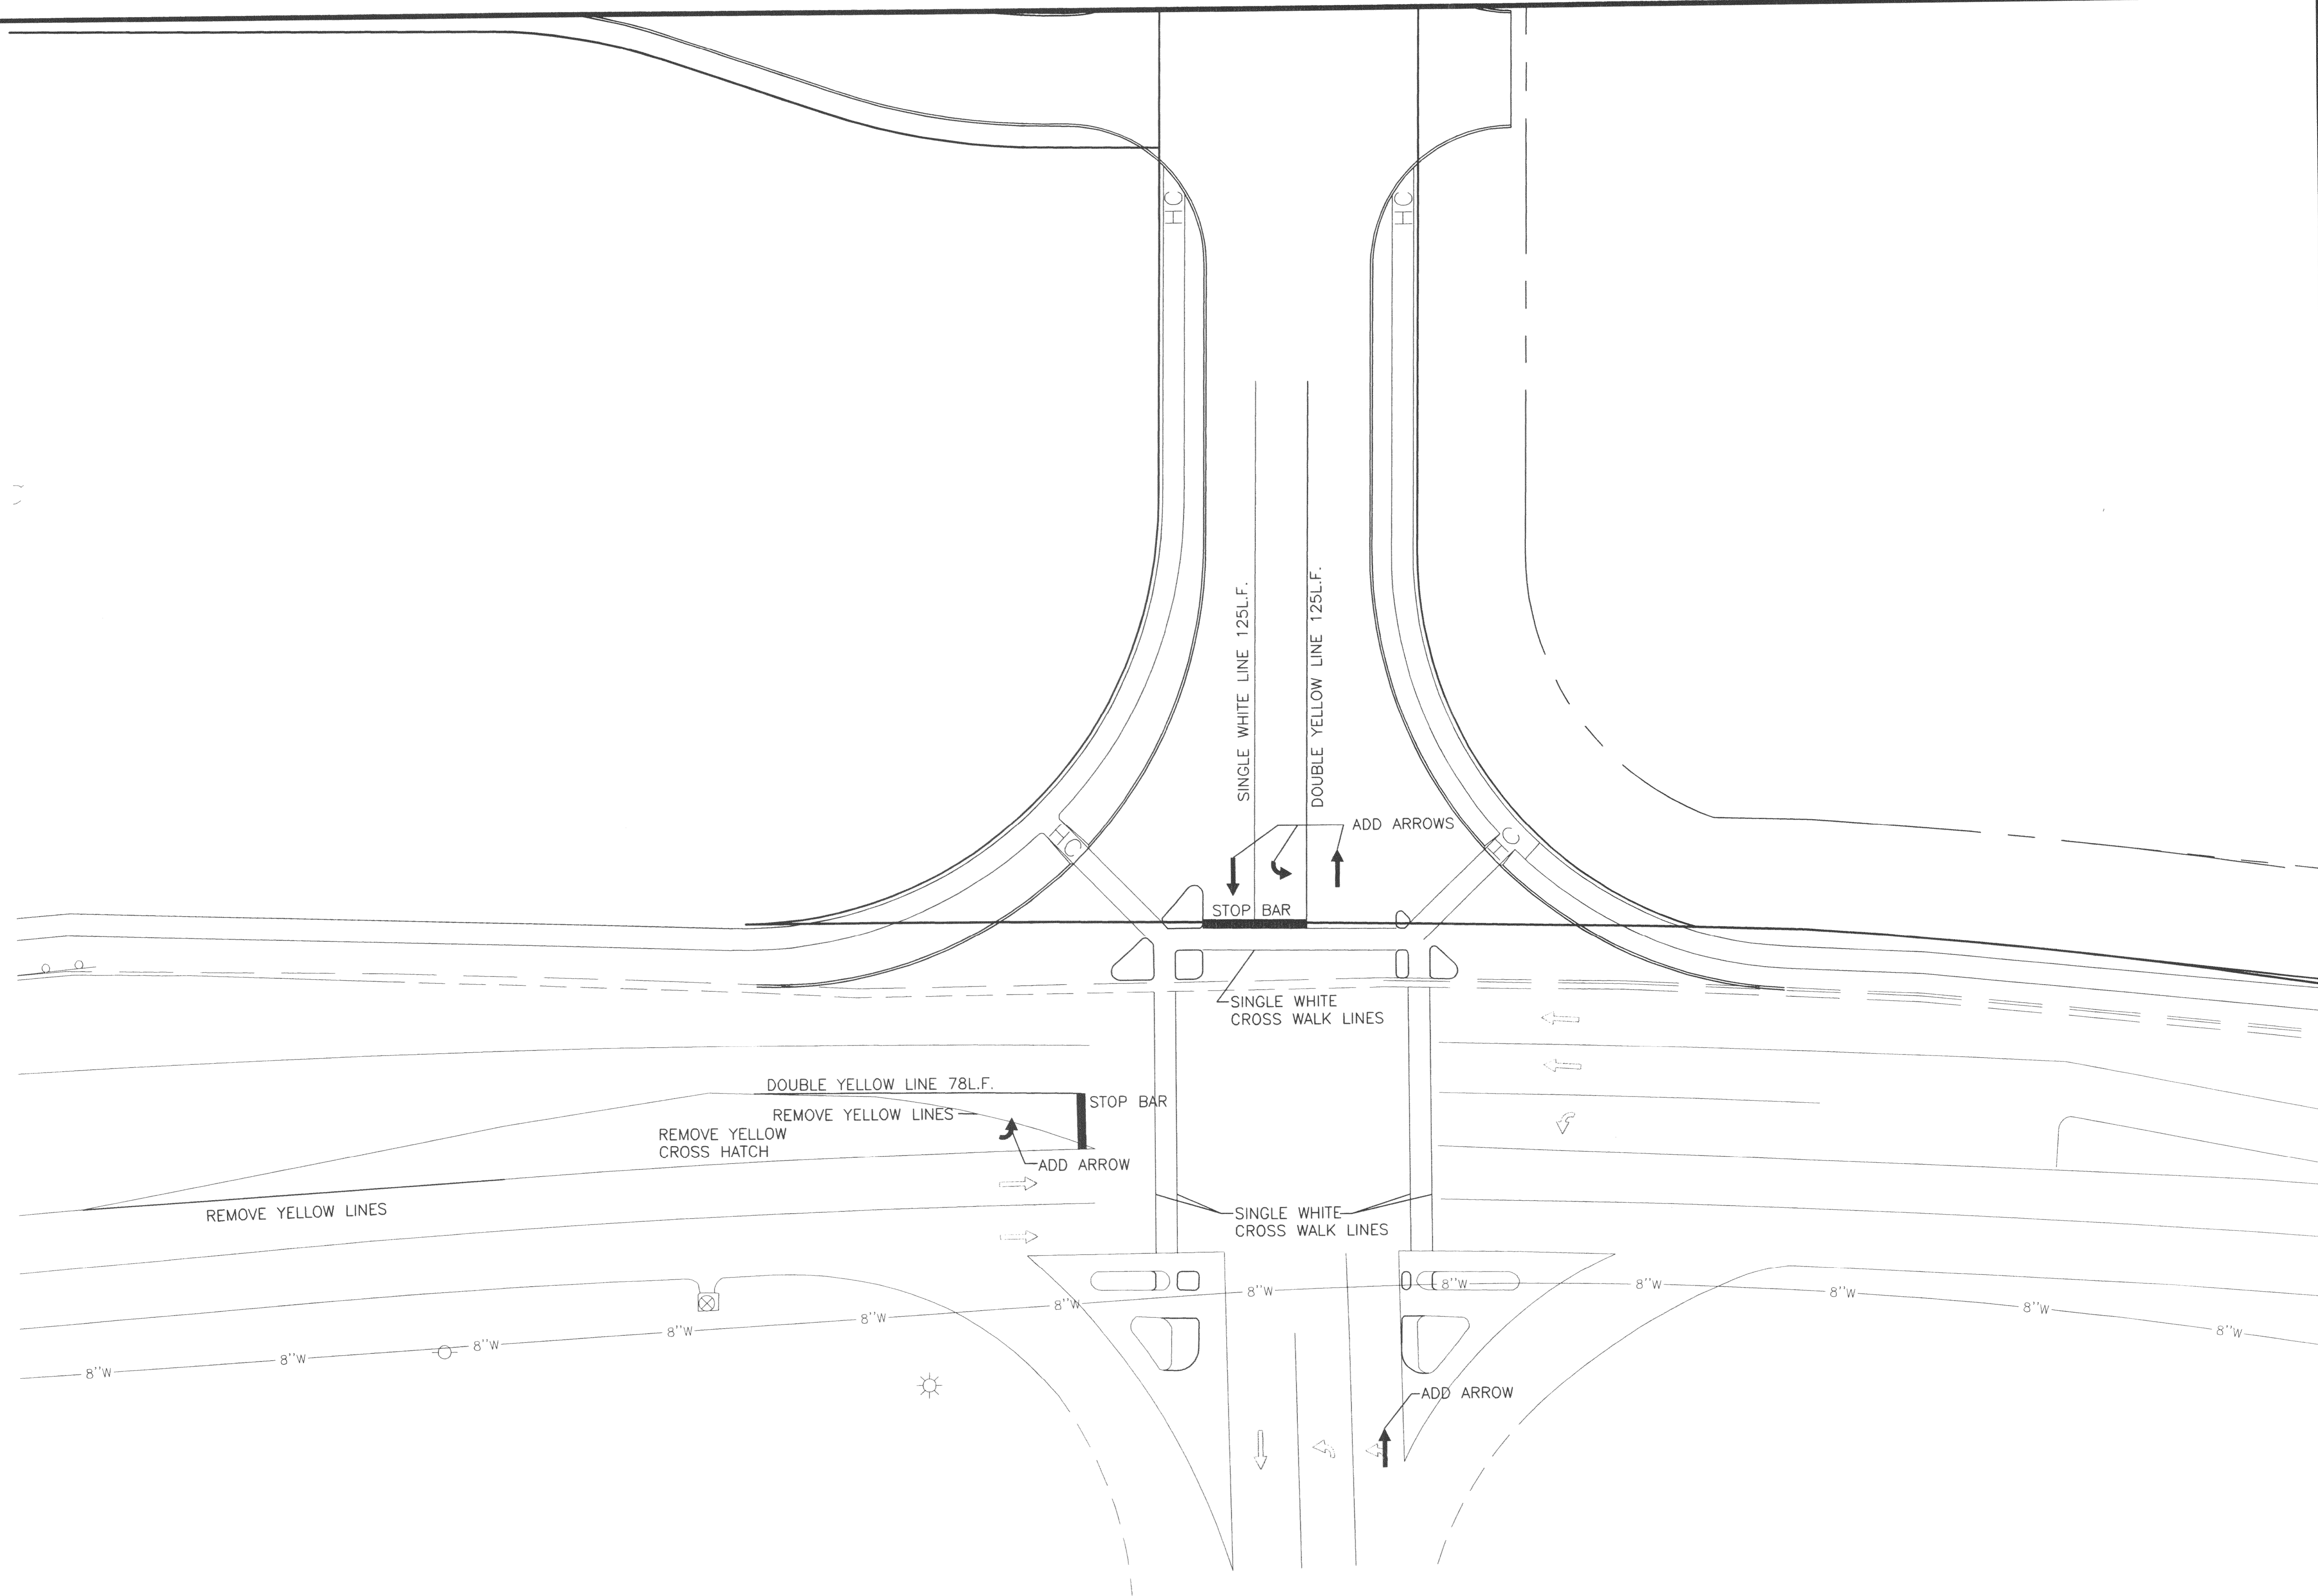 HC
HC
SINGLE WHITE LINE 125L.F.
DOUBLE YELLOW LINE 125L.F.
ADD ARROWS
HC
HC
STOP BAR
SINGLE WHITE
CROSS WALK LINES
DOUBLE YELLOW LINE 78L.F.
STOP BAR
REMOVE YELLOW LINES
REMOVE YELLOW
CROSS HATCH
ADD ARROW
REMOVE YELLOW LINES
SINGLE WHITE
CROSS WALK LINES
8"W
8"W
8"W
8"W
8"W
8"W
8"W
8"W
8"W
8"W
8"W
8"W
ADD ARROW